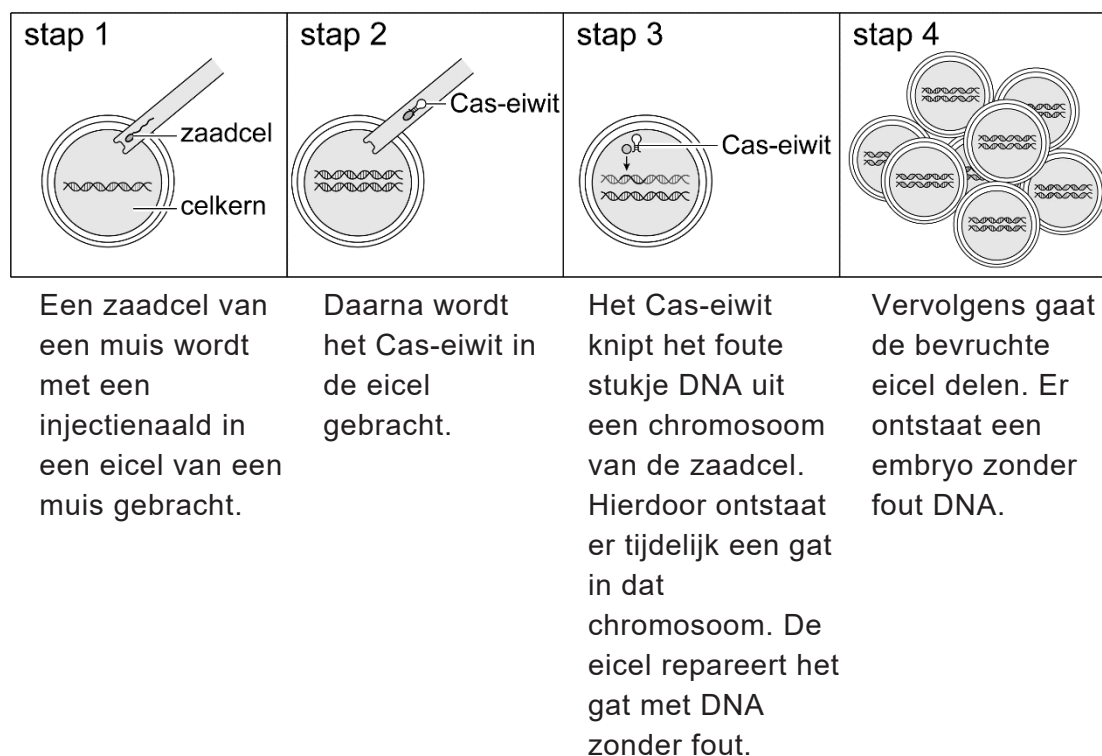 stap 1
zaadcel
celkern
stap 2
Cas-eiwit
stap 3
Cas-eiwit
stap 4
Een zaadcel van
een muis wordt
met een
injectienaald in
een eicel van een
muis gebracht.
Daarna wordt
het Cas-eiwit in
de eicel
gebracht.
Het Cas-eiwit
knipt het foute
stukje DNA uit
een chromosoom
van de zaadcel.
Hierdoor ontstaat
er tijdelijk een gat
in dat
chromosoom. De
eicel repareert het
gat met DNA
zonder fout.
Vervolgens gaat
de bevruchte
eicel delen. Er
ontstaat een
embryo zonder
fout DNA.